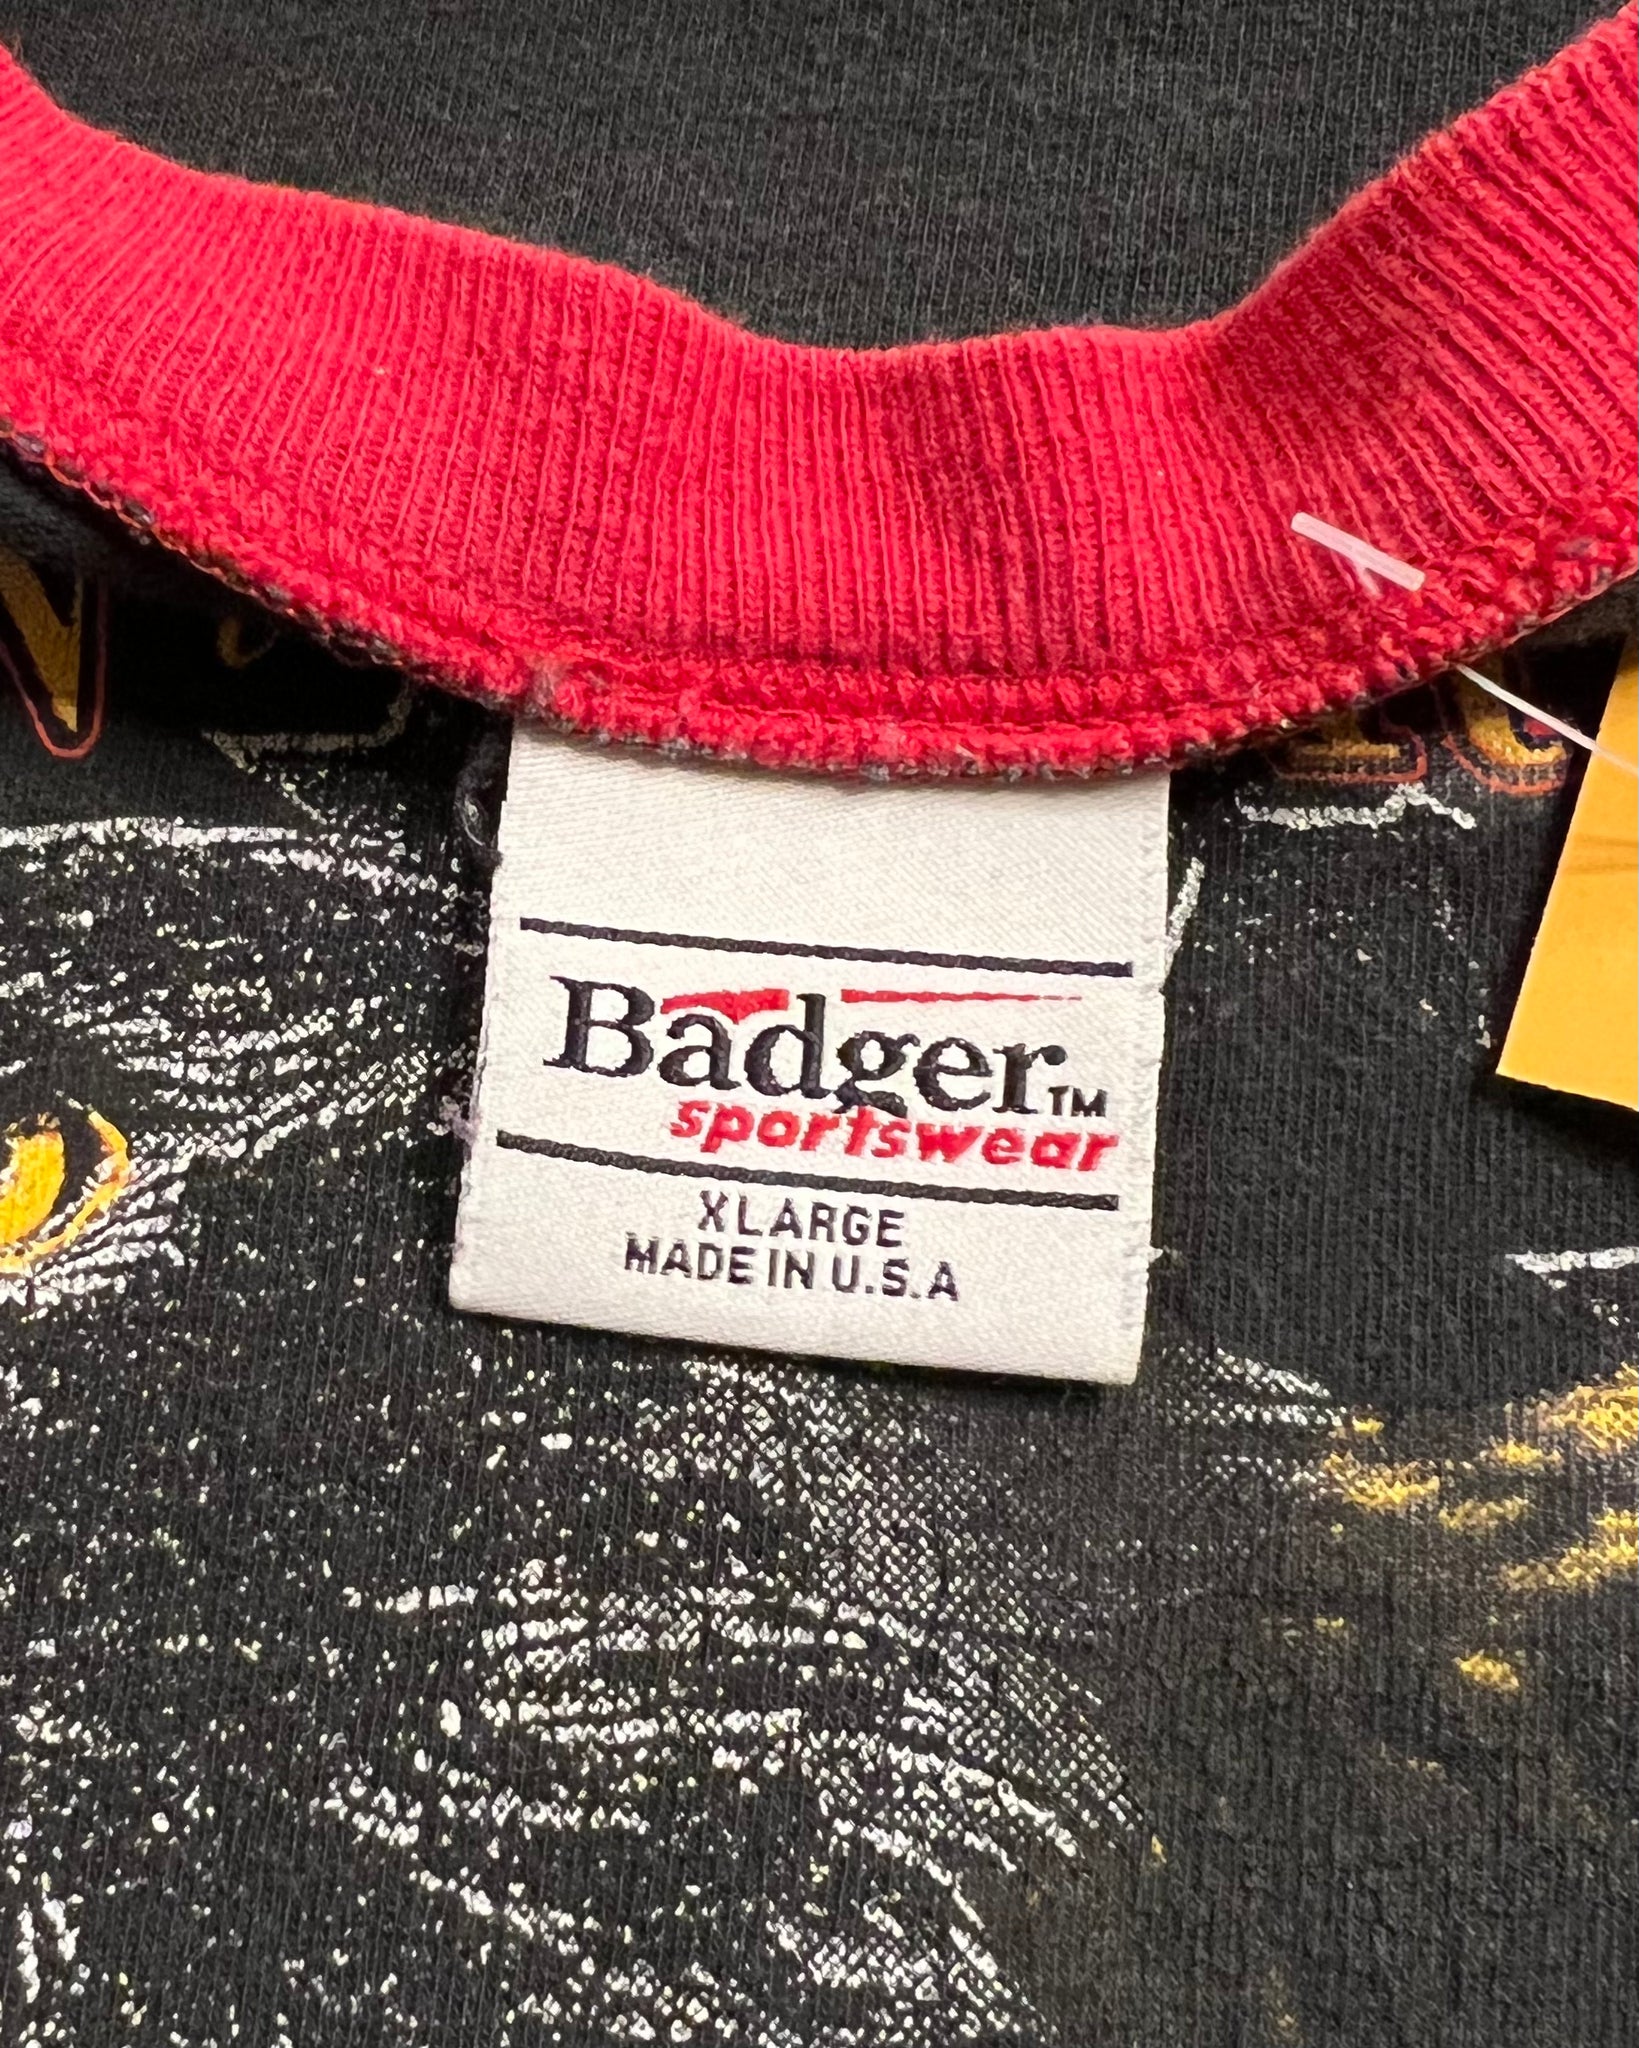 Badger™
sportswear
XLARGE
MADE IN U.S.A